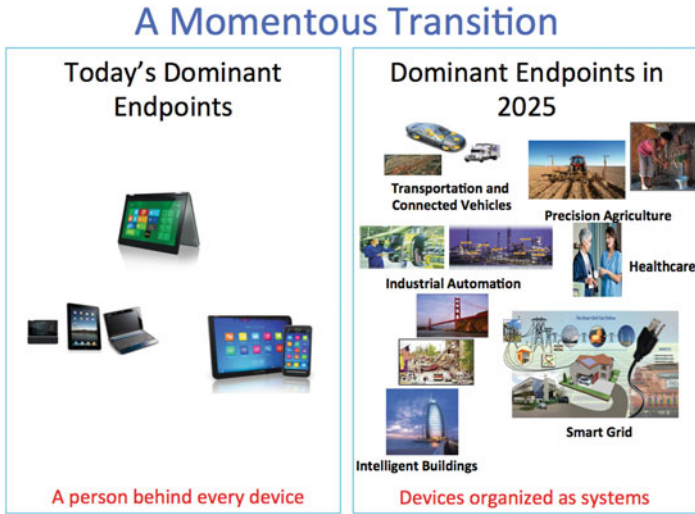 A Momentous Transition
Today's Dominant
Endpoints
A person behind every device
Dominant Endpoints in
2025
Transportation and
Connected Vehicles
Precision Agriculture
Industrial Automation
Healthcare
Smart Grid
Intelligent Buildings
Devices organized as systems